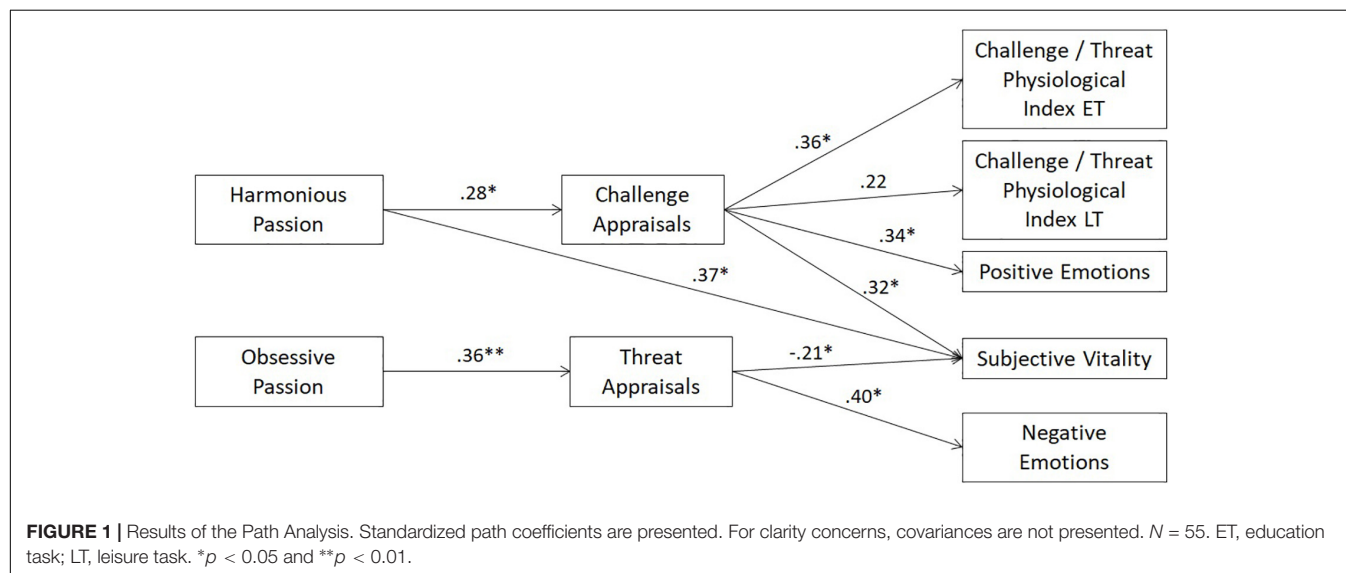 Challenge / Threat
Physiological
Index ET
.36*
Challenge / Threat
Physiological
Index LT
Harmonious
Passion
.28*
Challenge
Appraisals
.22
.34*
Positive Emotions
.37*
.32*
Obsessive
Passion
.36**
Threat
Appraisals
-.21*
Subjective Vitality
.40*
Negative
Emotions
FIGURE 1 | Results of the Path Analysis. Standardized path coefficients are presented. For clarity concerns, covariances are not presented. N = 55. ET, education
task; LT, leisure task. *p < 0.05 and **p < 0.01.